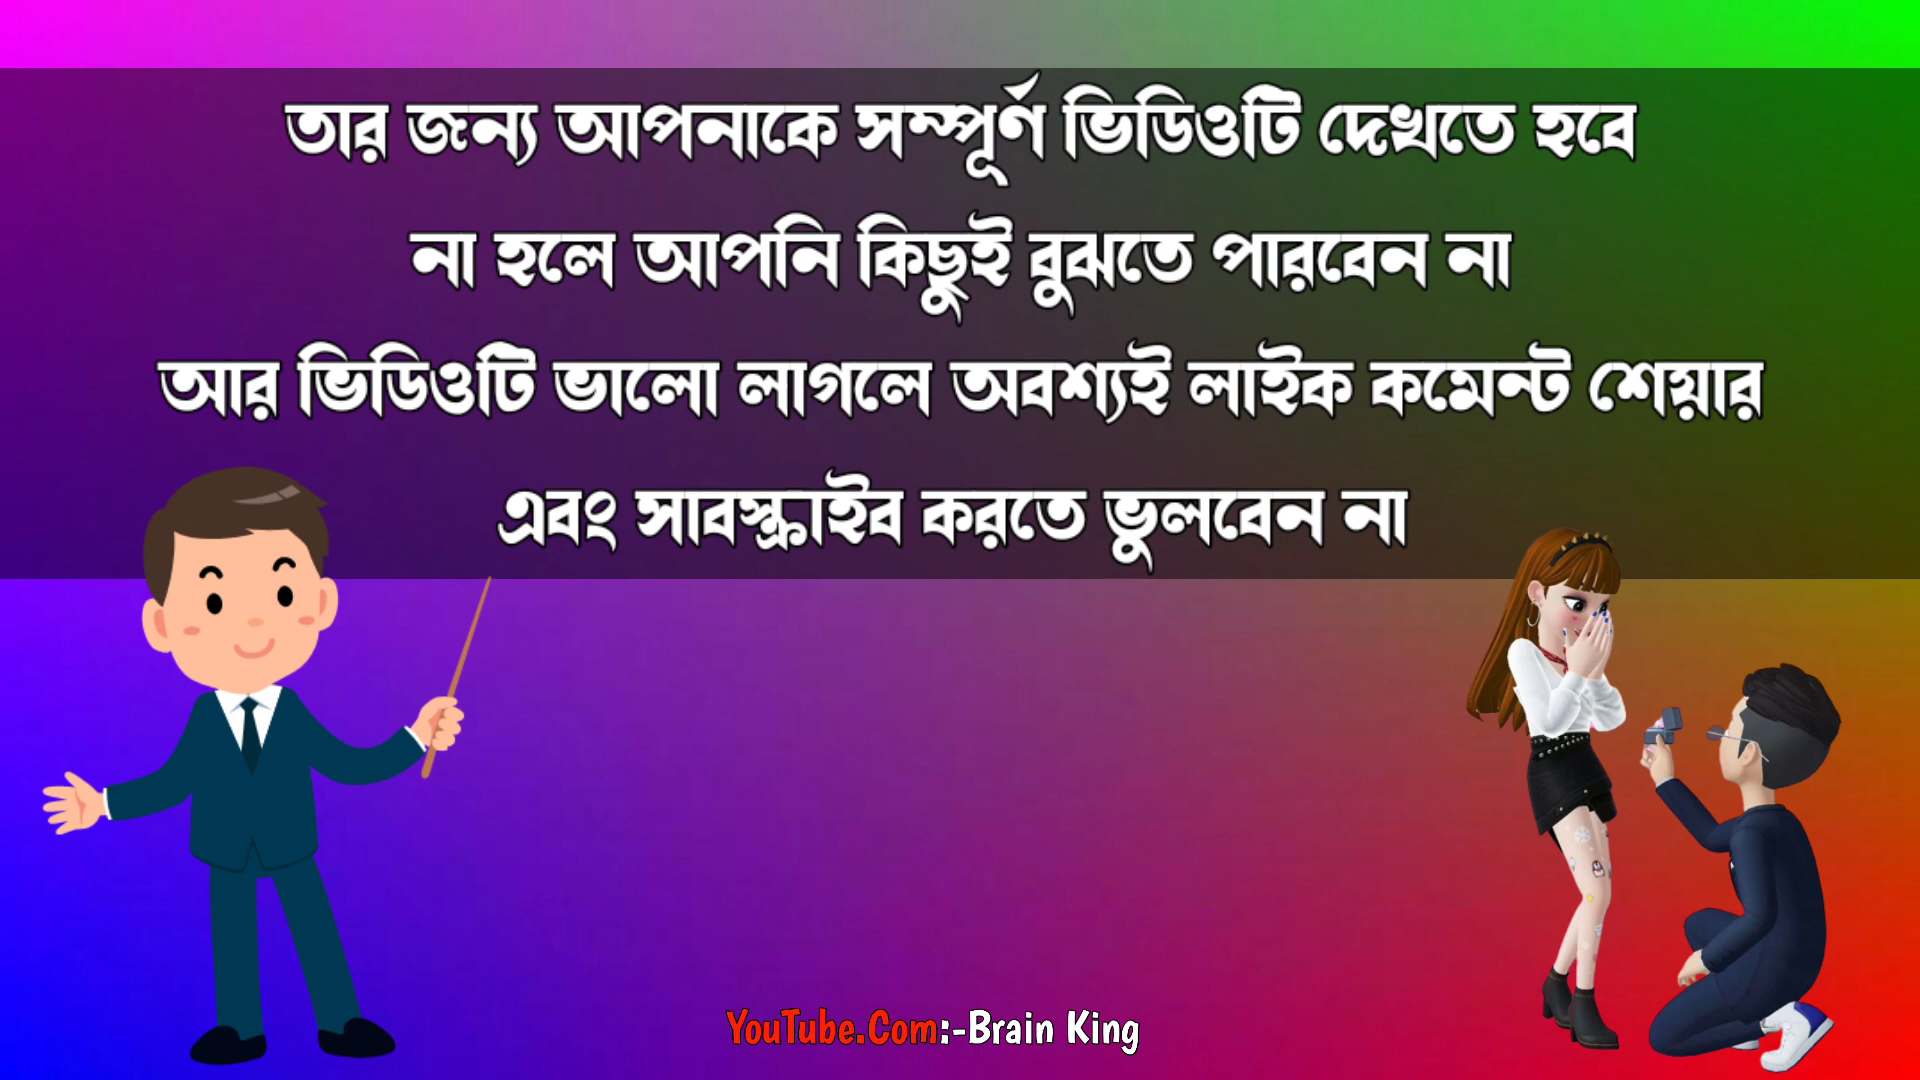 তার জন্য আপনাকে সম্পূর্ণ ভিডিওটি দেখতে হবে
না হলে আপনি কিছুই বুঝতে পারবেন না
আর ভিডিওটি ভালো লাগলে অবশ্যই লাইক কমেন্ট শেয়ার
এবং সাবস্ক্রাইব করতে ভুলবেন না
YouTube.Com:-Brain King